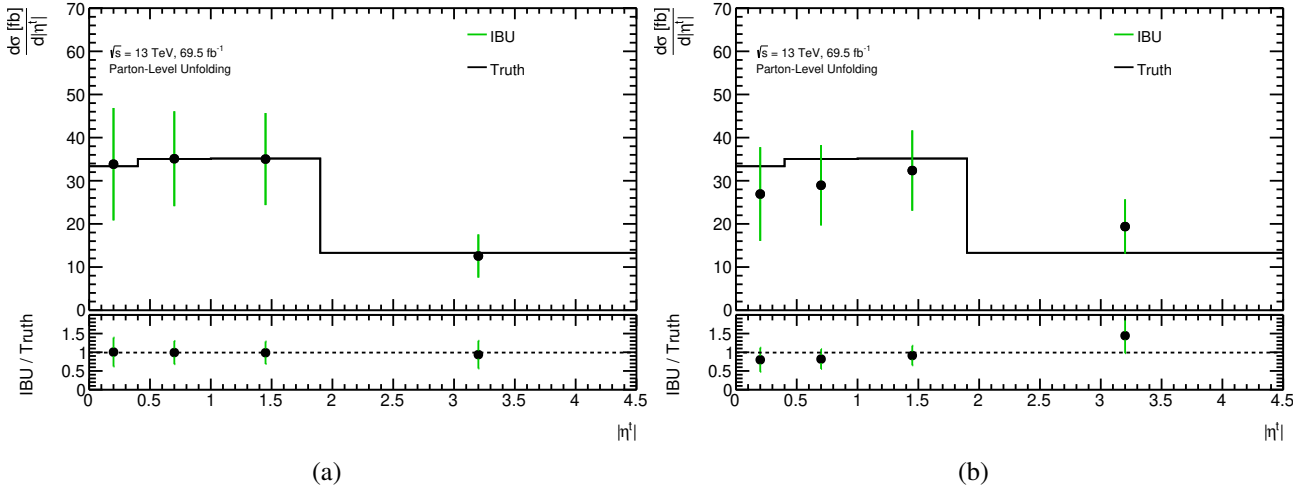 dσ [fb]
d|ηᵗ|
70
60
50
40
30
20
10
0
√s = 13 TeV, 69.5 fb⁻¹
Parton-Level Unfolding
IBU
Truth
IBU / Truth
1.5
1
0.5
0
0 0.5 1 1.5 2 2.5 3 3.5 4 4.5
|ηᵗ|
(a)
dσ [fb]
d|ηᵗ|
70
60
50
40
30
20
10
0
√s = 13 TeV, 69.5 fb⁻¹
Parton-Level Unfolding
IBU
Truth
IBU / Truth
1.5
1
0.5
0
0 0.5 1 1.5 2 2.5 3 3.5 4 4.5
|ηᵗ|
(b)